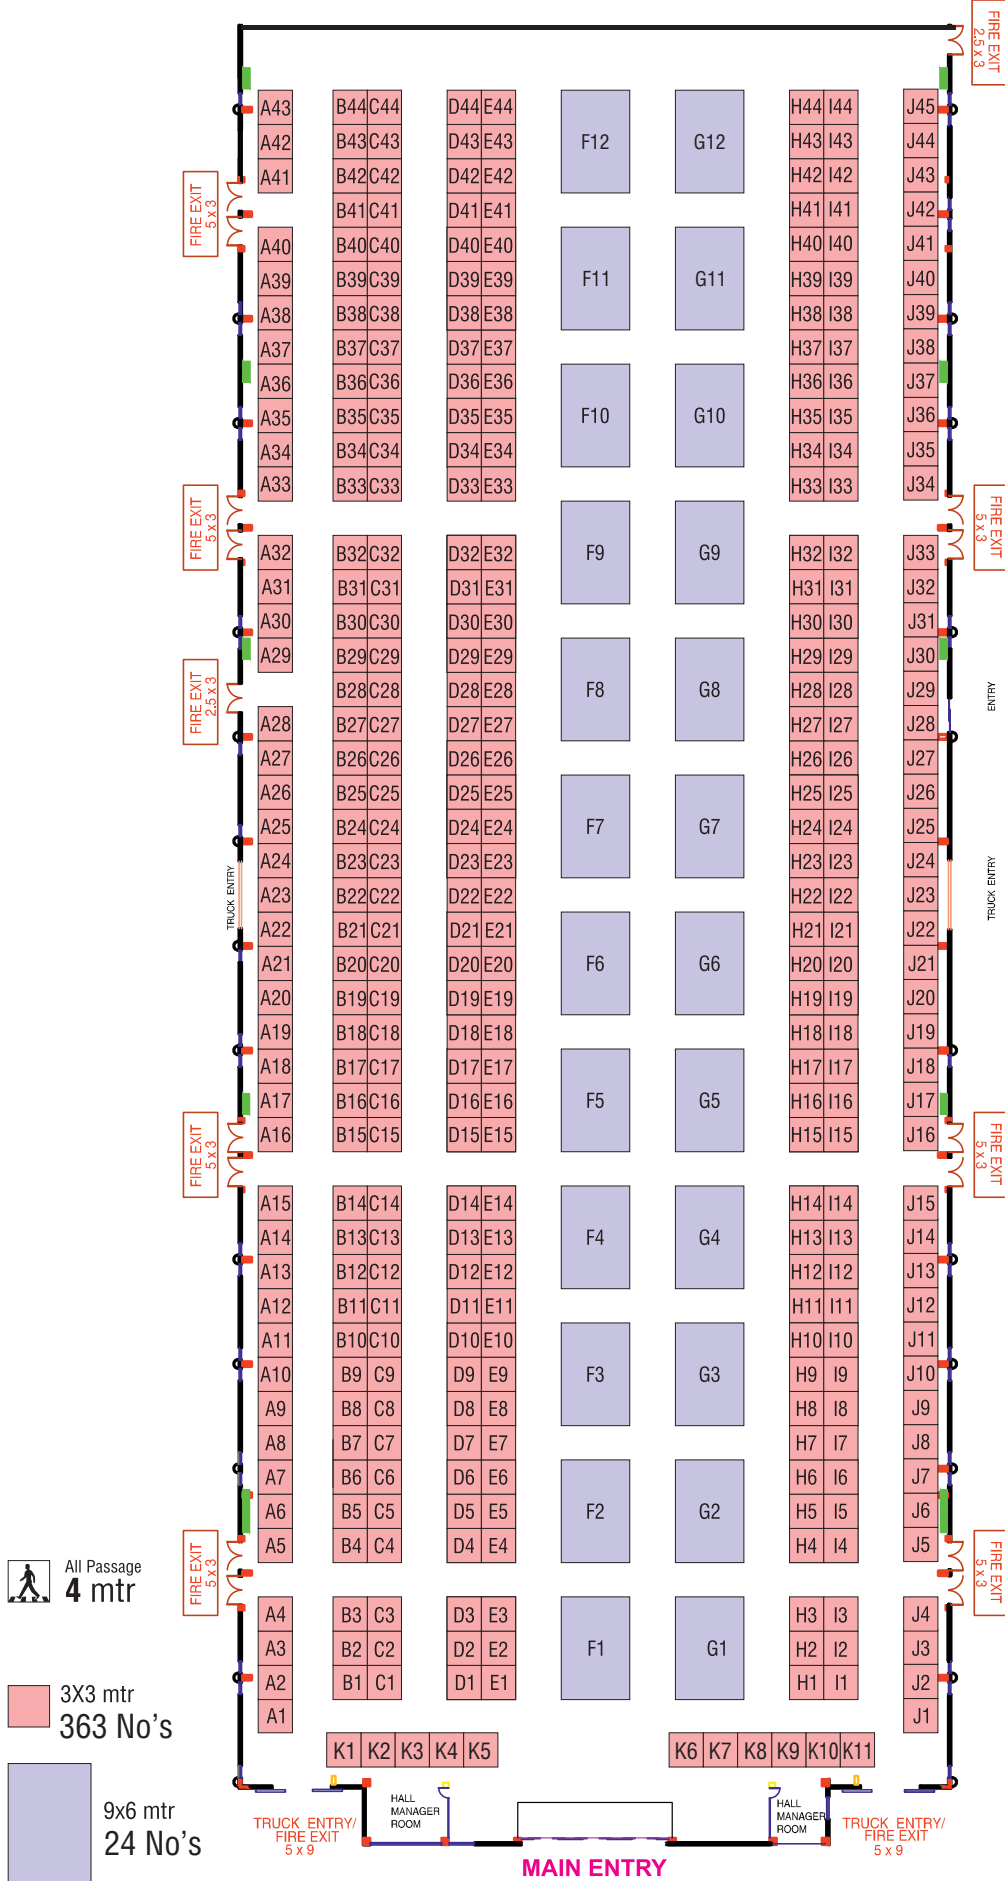 FIRE EXIT
2.5 x 3
A43 B44 C44 D44 E44 F12 G12 H44 I44 J45
A42 B43 C43 D43 E43 H43 I43 J44
A41 B42 C42 D42 E42 H42 I42 J43
FIRE EXIT
5 x 3
B41 C41 D41 E41 H41 I41 J42
A40 B40 C40 D40 E40 H40 I40 J41
A39 B39 C39 D39 E39 F11 G11 H39 I39 J40
A38 B38 C38 D38 E38 H38 I38 J39
A37 B37 C37 D37 E37 H37 I37 J38
A36 B36 C36 D36 E36 H36 I36 J37
A35 B35 C35 D35 E35 F10 G10 H35 I35 J36
A34 B34 C34 D34 E34 H34 I34 J35
A33 B33 C33 D33 E33 H33 I33 J34
FIRE EXIT
5 x 3
FIRE EXIT
5 x 3
A32 B32 C32 D32 E32 F9 G9 H32 I32 J33
A31 B31 C31 D31 E31 H31 I31 J32
A30 B30 C30 D30 E30 H30 I30 J31
A29 B29 C29 D29 E29 H29 I29 J30
FIRE EXIT
2.5 x 3
B28 C28 D28 E28 F8 G8 H28 I28 J29
ENTRY
A28 B27 C27 D27 E27 H27 I27 J28
A27 B26 C26 D26 E26 H26 I26 J27
A26 B25 C25 D25 E25 H25 I25 J26
A25 B24 C24 D24 E24 F7 G7 H24 I24 J25
A24 B23 C23 D23 E23 H23 I23 J24
TRUCK ENTRY
TRUCK ENTRY
A23 B22 C22 D22 E22 H22 I22 J23
A22 B21 C21 D21 E21 H21 I21 J22
A21 B20 C20 D20 E20 F6 G6 H20 I20 J21
A20 B19 C19 D19 E19 H19 I19 J20
A19 B18 C18 D18 E18 H18 I18 J19
A18 B17 C17 D17 E17 H17 I17 J18
A17 B16 C16 D16 E16 F5 G5 H16 I16 J17
A16 B15 C15 D15 E15 H15 I15 J16
FIRE EXIT
5 x 3
FIRE EXIT
5 x 3
A15 B14 C14 D14 E14 H14 I14 J15
A14 B13 C13 D13 E13 F4 G4 H13 I13 J14
A13 B12 C12 D12 E12 H12 I12 J13
A12 B11 C11 D11 E11 H11 I11 J12
A11 B10 C10 D10 E10 H10 I10 J11
A10 B9 C9 D9 E9 F3 G3 H9 I9 J10
A9 B8 C8 D8 E8 H8 I8 J9
A8 B7 C7 D7 E7 H7 I7 J8
A7 B6 C6 D6 E6 H6 I6 J7
A6 B5 C5 D5 E5 F2 G2 H5 I5 J6
A5 B4 C4 D4 E4 H4 I4 J5
FIRE EXIT
5 x 3
FIRE EXIT
5 x 3
All Passage
4 mtr
A4 B3 C3 D3 E3 H3 I3 J4
A3 B2 C2 D2 E2 F1 G1 H2 I2 J3
A2 B1 C1 D1 E1 H1 I1 J2
A1 J1
3X3 mtr
363 No's
K1 K2 K3 K4 K5 K6 K7 K8 K9 K10 K11
9x6 mtr
24 No's
TRUCK ENTRY/
FIRE EXIT
5 x 9
HALL
MANAGER
ROOM
HALL
MANAGER
ROOM
TRUCK ENTRY/
FIRE EXIT
5 x 9
MAIN ENTRY